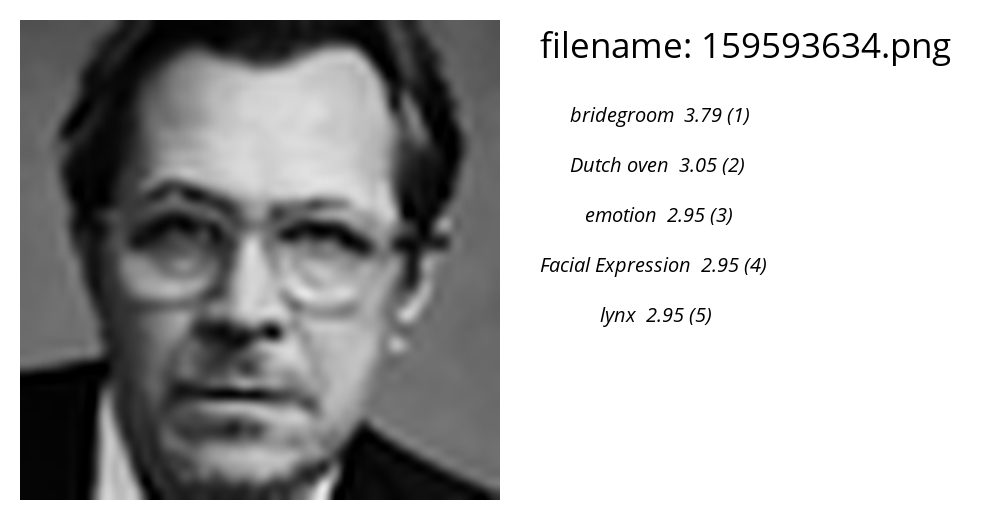 filename: 159593634.png
bridegroom 3.79 (1)
Dutch oven 3.05 (2)
emotion 2.95 (3)
Facial Expression 2.95 (4)
lynx 2.95 (5)